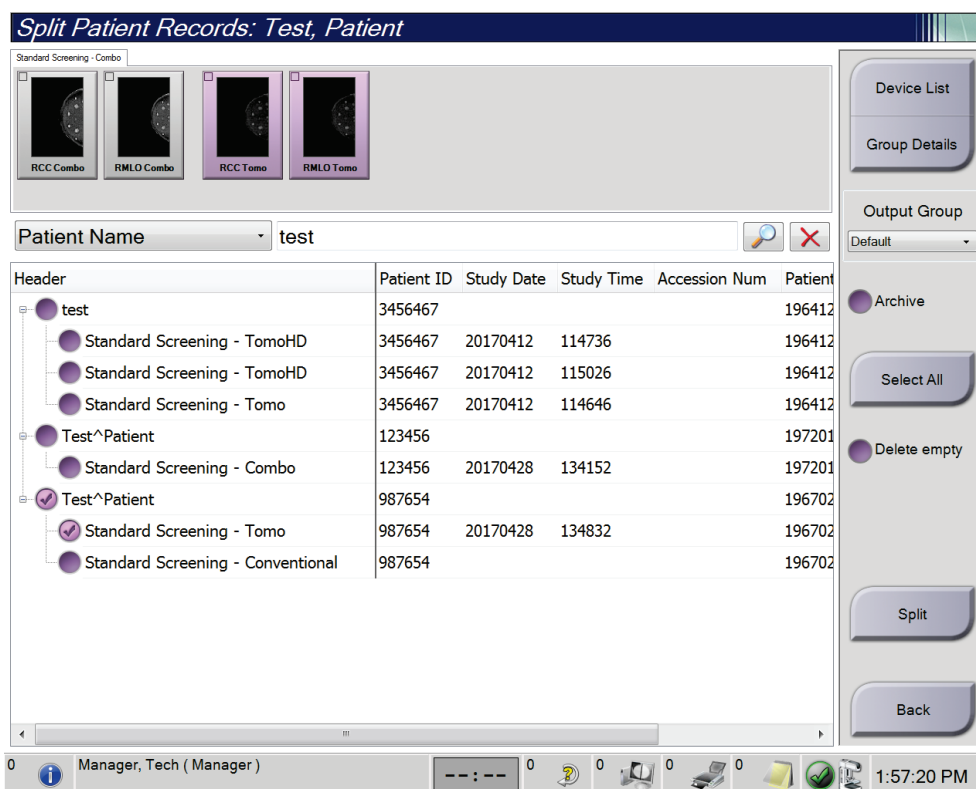 Split Patient Records: Test, Patient
Standard Screening - Combo
RCC Combo RMLO Combo RCC Tomo RMLO Tomo
Device List
Group Details
Output Group
Default
Patient Name test
Header Patient ID Study Date Study Time Accession Num Patient
test 3456467 196412
Standard Screening - TomoHD 3456467 20170412 114736 196412
Standard Screening - TomoHD 3456467 20170412 115026 196412
Standard Screening - Tomo 3456467 20170412 114646 196412
Test^Patient 123456 197201
Standard Screening - Combo 123456 20170428 134152 197201
Test^Patient 987654 196702
Standard Screening - Tomo 987654 20170428 134832 196702
Standard Screening - Conventional 987654 196702
Archive
Select All
Delete empty
Split
Back
0 Manager, Tech ( Manager ) --:-- 0 0 0 0 1:57:20 PM